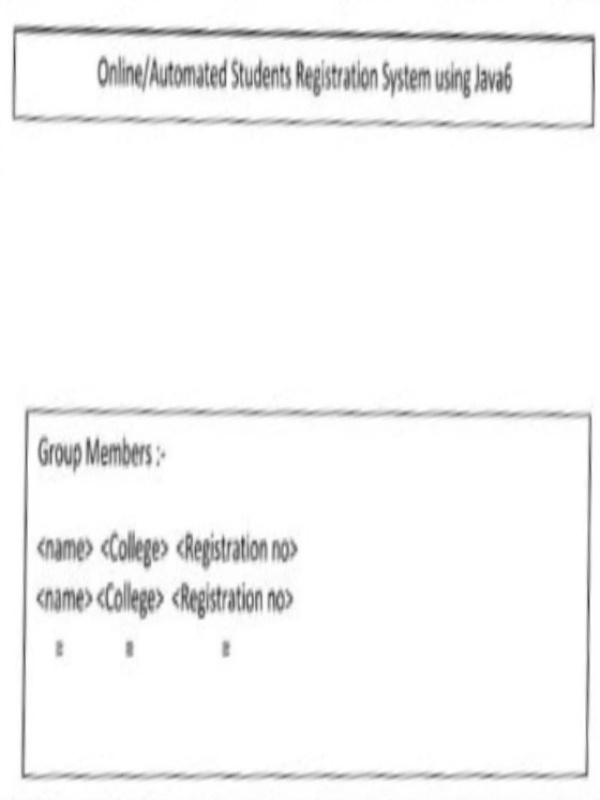 Online/Automated Students Registration System using Java6
Group Members :-
<name> <College> <Registration no>
<name> <College> <Registration no>